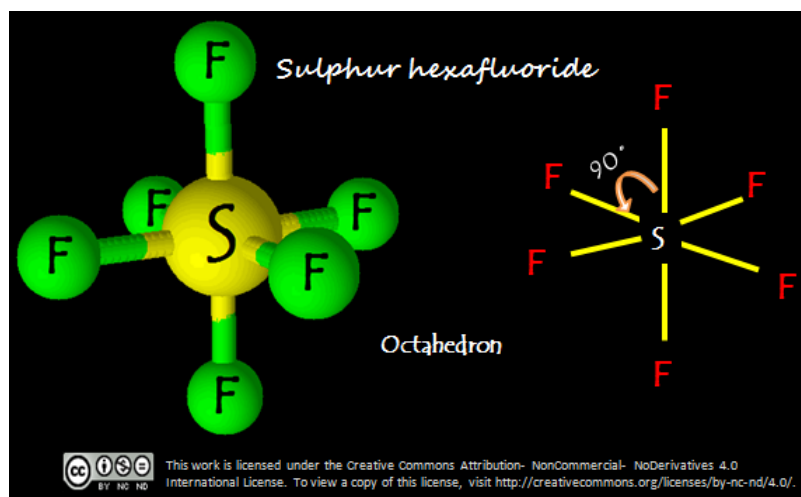 Sulphur hexafluoride
F
F
F
S
F
F
F
F
90°
F
F
S
F
F
F
Octahedron
cc
BY NC ND
This work is licensed under the Creative Commons Attribution- NonCommercial- NoDerivatives 4.0
International License. To view a copy of this license, visit http://creativecommons.org/licenses/by-nc-nd/4.0/.